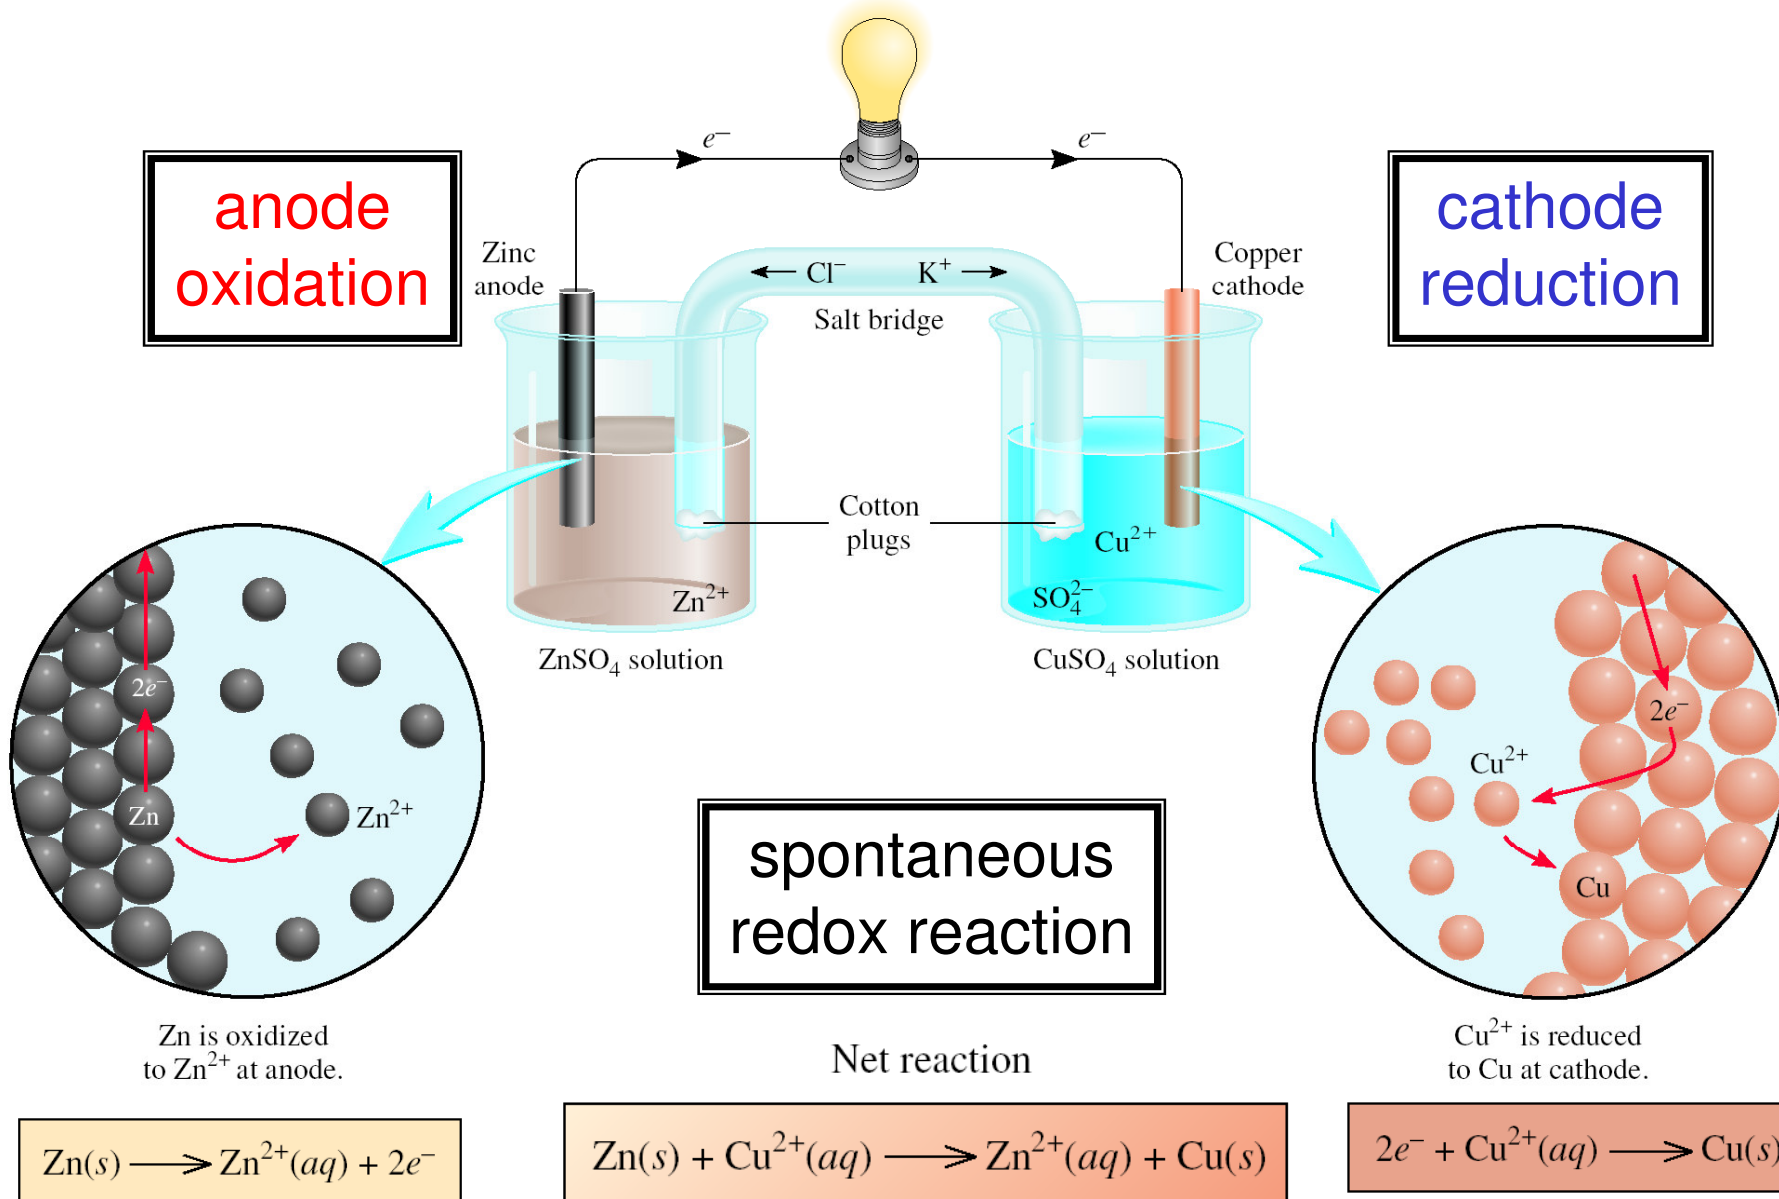 e⁻
e⁻
anode
oxidation
cathode
reduction
Zinc
anode
Cl⁻
K⁺
Salt bridge
Copper
cathode
Cotton
plugs
Zn²⁺
Cu²⁺
SO₄²⁻
ZnSO₄ solution
CuSO₄ solution
2e⁻
Zn
Zn²⁺
2e⁻
Cu²⁺
Cu
spontaneous
redox reaction
Zn is oxidized
to Zn²⁺ at anode.
Net reaction
Cu²⁺ is reduced
to Cu at cathode.
Zn(s) ⟶ Zn²⁺(aq) + 2e⁻
Zn(s) + Cu²⁺(aq) ⟶ Zn²⁺(aq) + Cu(s)
2e⁻ + Cu²⁺(aq) ⟶ Cu(s)